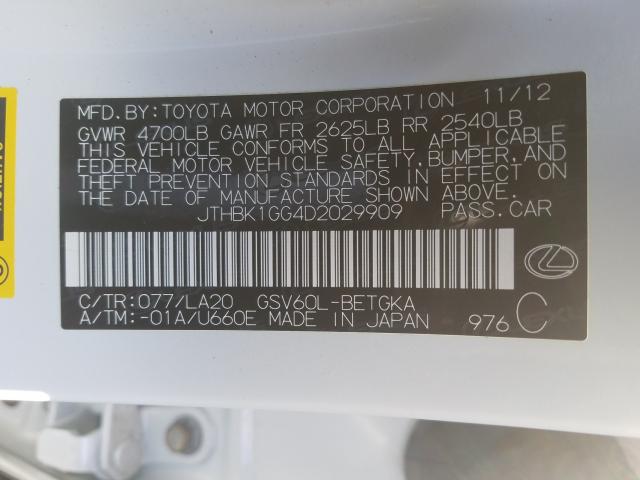 MFD.BY:TOYOTA MOTOR CORPORATION 11/12
GVWR 4700LB GAWR FR 2625LB RR 2540LB
THIS VEHICLE CONFORMS TO ALL APPLICABLE
FEDERAL MOTOR VEHICLE SAFETY,BUMPER,AND
THEFT PREVENTION STANDARDS IN EFFECT ON
THE DATE OF MANUFACTURE SHOWN ABOVE.
JTHBK1GG4D2029909 PASS.CAR
C/TR:077/LA20 GSV60L-BETGKA
A/TM:-01A/U660E MADE IN JAPAN 976 C